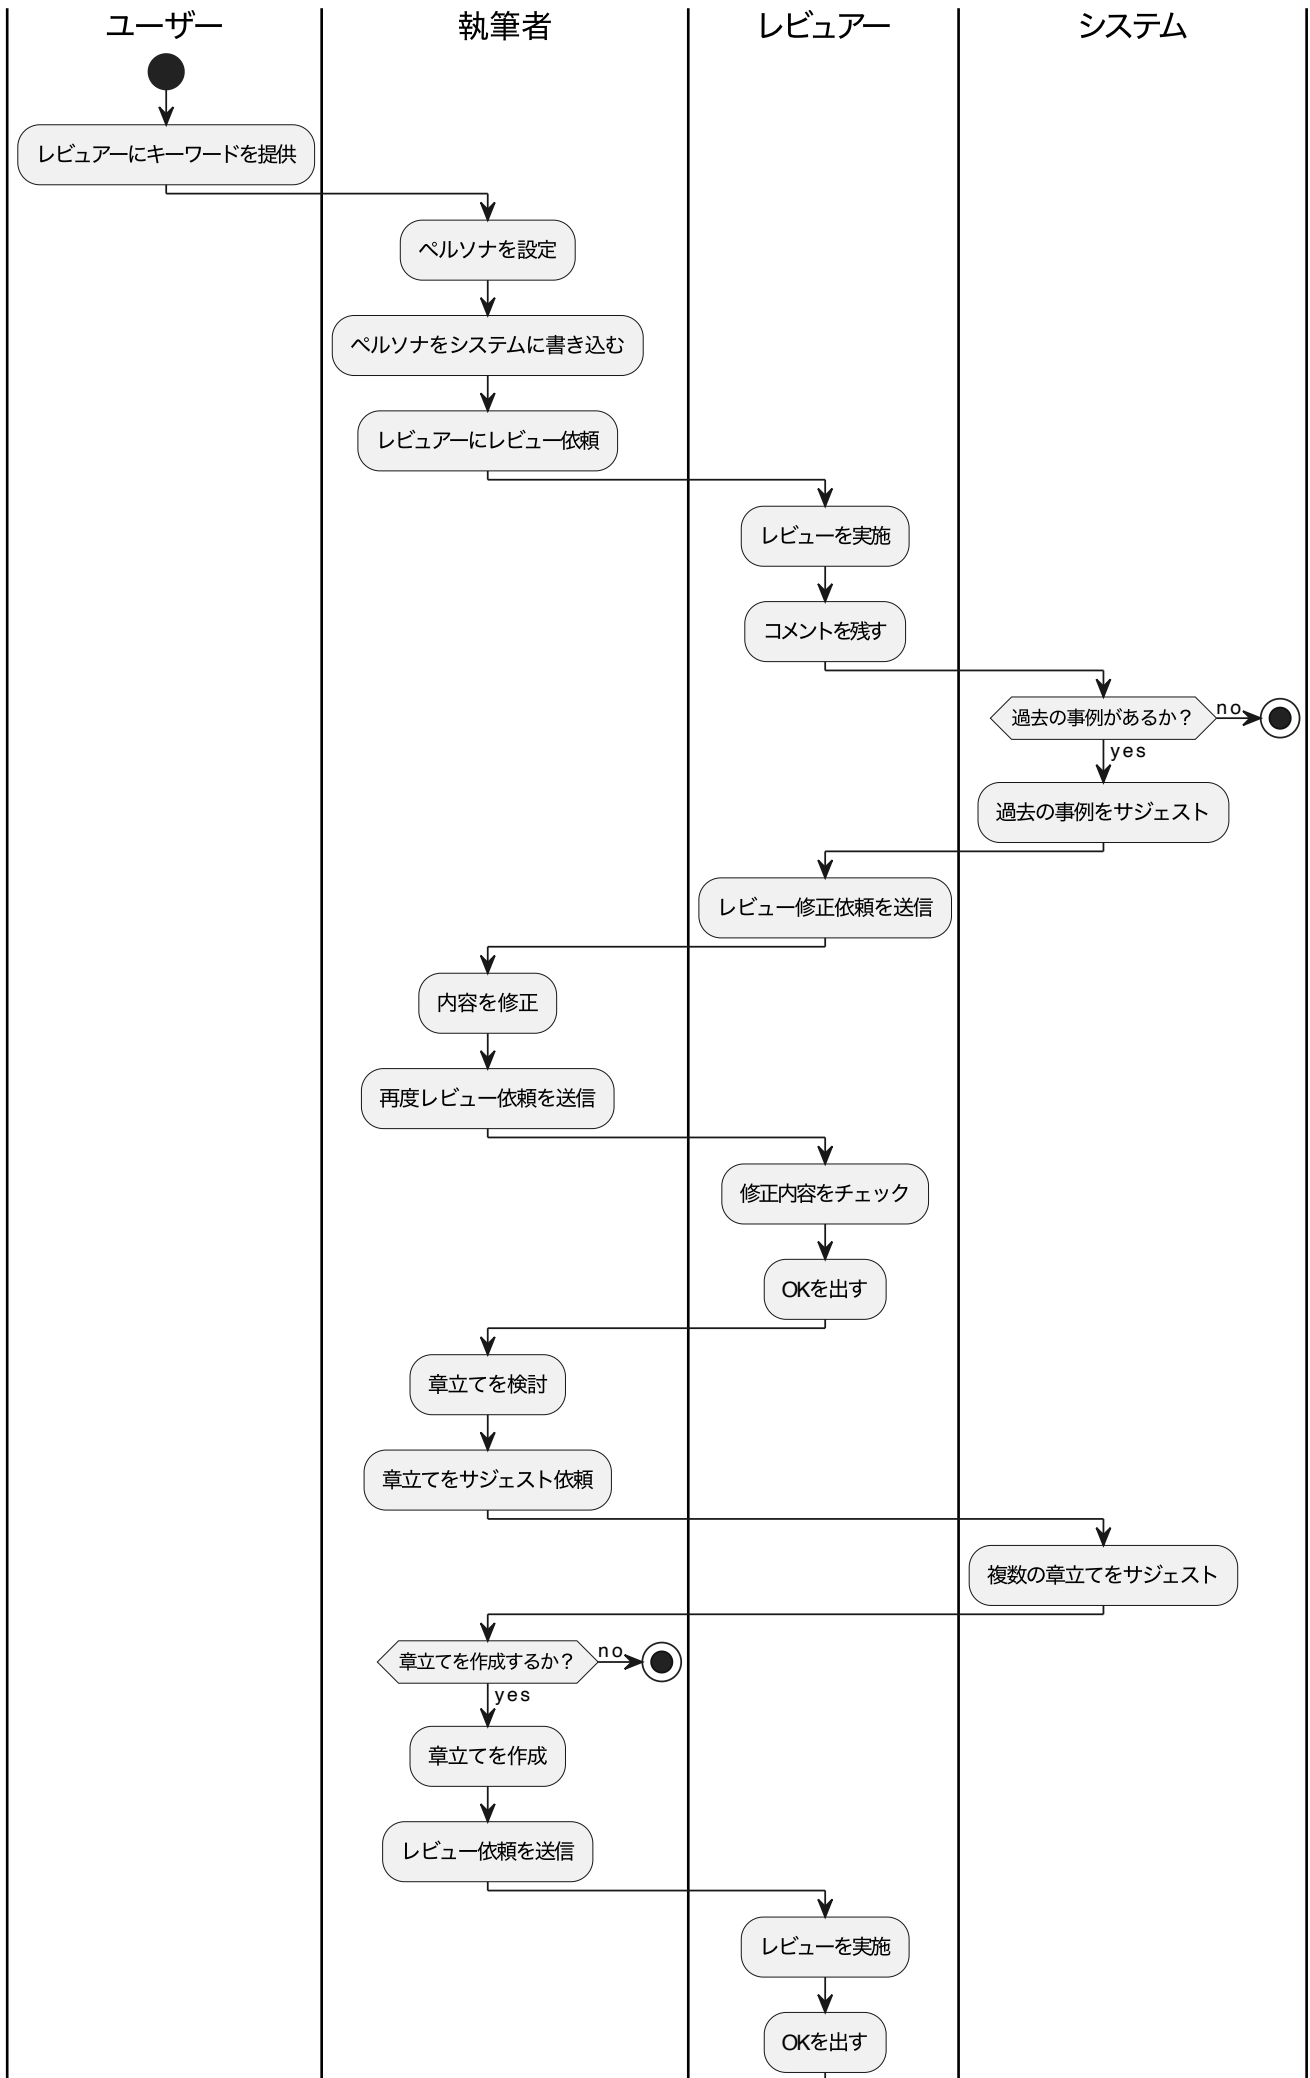 ユーザー
執筆者
レビュアー
システム
レビュアーにキーワードを提供
ペルソナを設定
ペルソナをシステムに書き込む
レビュアーにレビュー依頼
レビューを実施
コメントを残す
過去の事例があるか？
no
yes
過去の事例をサジェスト
レビュー修正依頼を送信
内容を修正
再度レビュー依頼を送信
修正内容をチェック
OKを出す
章立てを検討
章立てをサジェスト依頼
複数の章立てをサジェスト
章立てを作成するか？
no
yes
章立てを作成
レビュー依頼を送信
レビューを実施
OKを出す